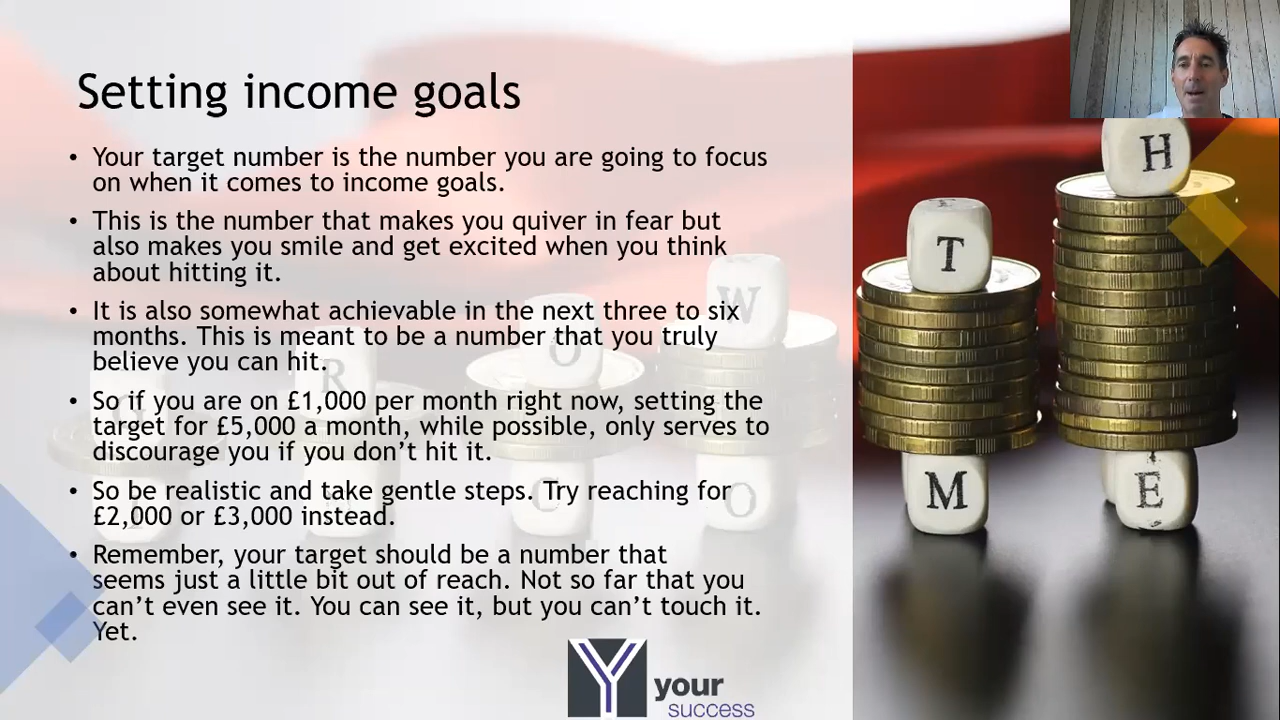 Setting income goals
• Your target number is the number you are going to focus
on when it comes to income goals.
• This is the number that makes you quiver in fear but
also makes you smile and get excited when you think
about hitting it.
• It is also somewhat achievable in the next three to six
months. This is meant to be a number that you truly
believe you can hit.
• So if you are on £1,000 per month right now, setting the
target for £5,000 a month, while possible, only serves to
discourage you if you don’t hit it.
• So be realistic and take gentle steps. Try reaching for
£2,000 or £3,000 instead.
• Remember, your target should be a number that
seems just a little bit out of reach. Not so far that you
can’t even see it. You can see it, but you can’t touch it.
Yet.
R O W T H
O M E
Y your
success